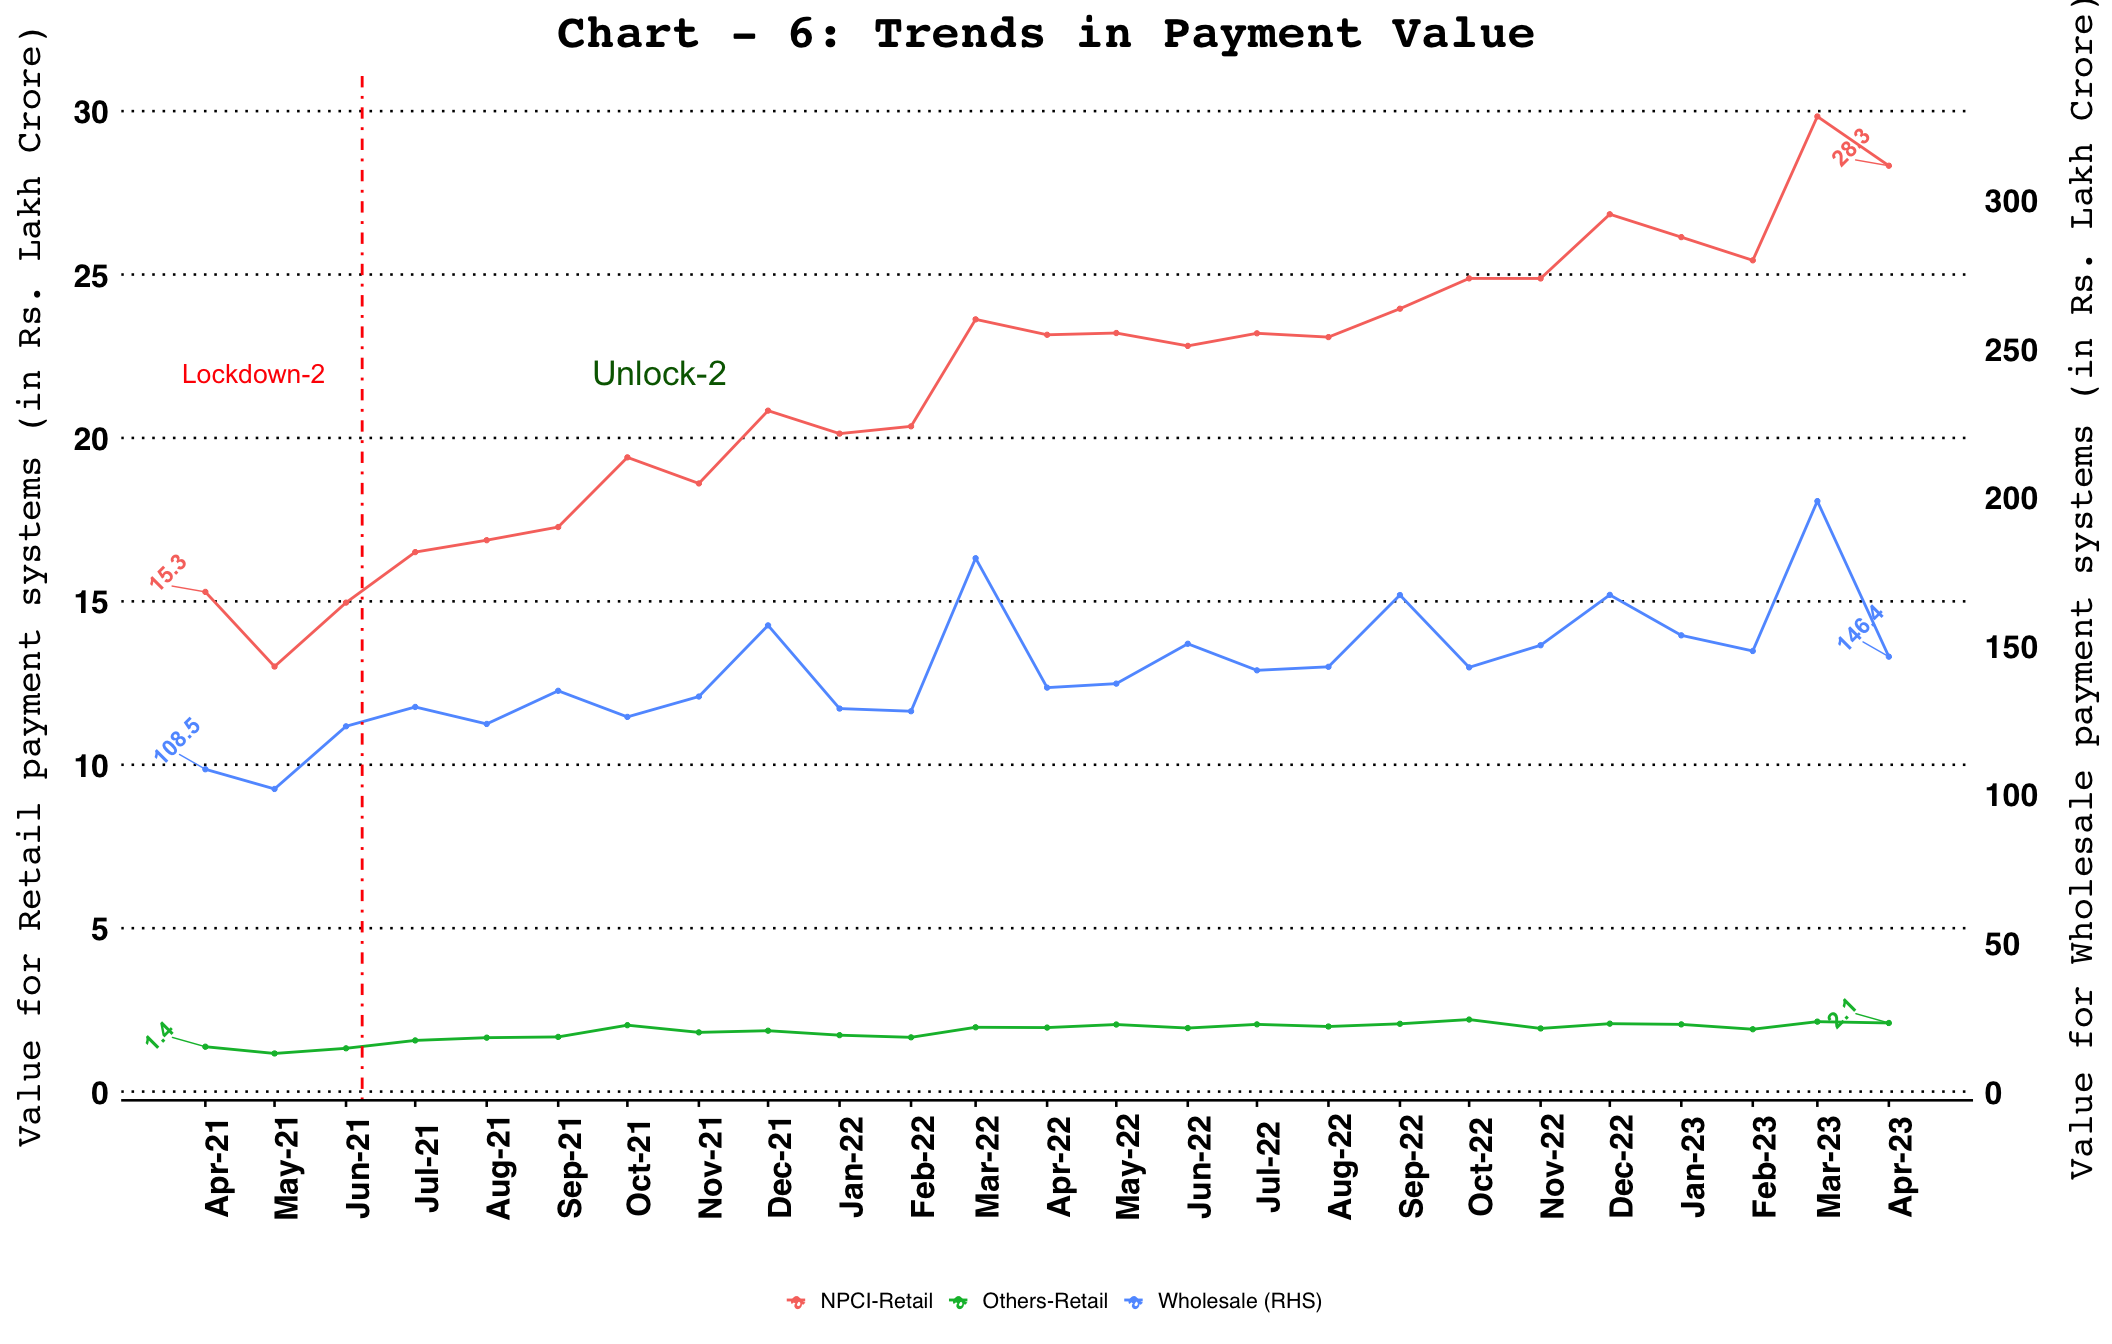 Chart – 6: Trends in Payment Value
Value for Retail payment systems (in Rs. Lakh Crore)
30
25
20
15
10
5
0
Lockdown-2
Unlock-2
15.3
108.5
1.4
28.3
146.4
2.1
300
250
200
150
100
50
0
Value for Wholesale payment systems (in Rs. Lakh Crore)
Apr-21
May-21
Jun-21
Jul-21
Aug-21
Sep-21
Oct-21
Nov-21
Dec-21
Jan-22
Feb-22
Mar-22
Apr-22
May-22
Jun-22
Jul-22
Aug-22
Sep-22
Oct-22
Nov-22
Dec-22
Jan-23
Feb-23
Mar-23
Apr-23
NPCI-Retail Others-Retail Wholesale (RHS)